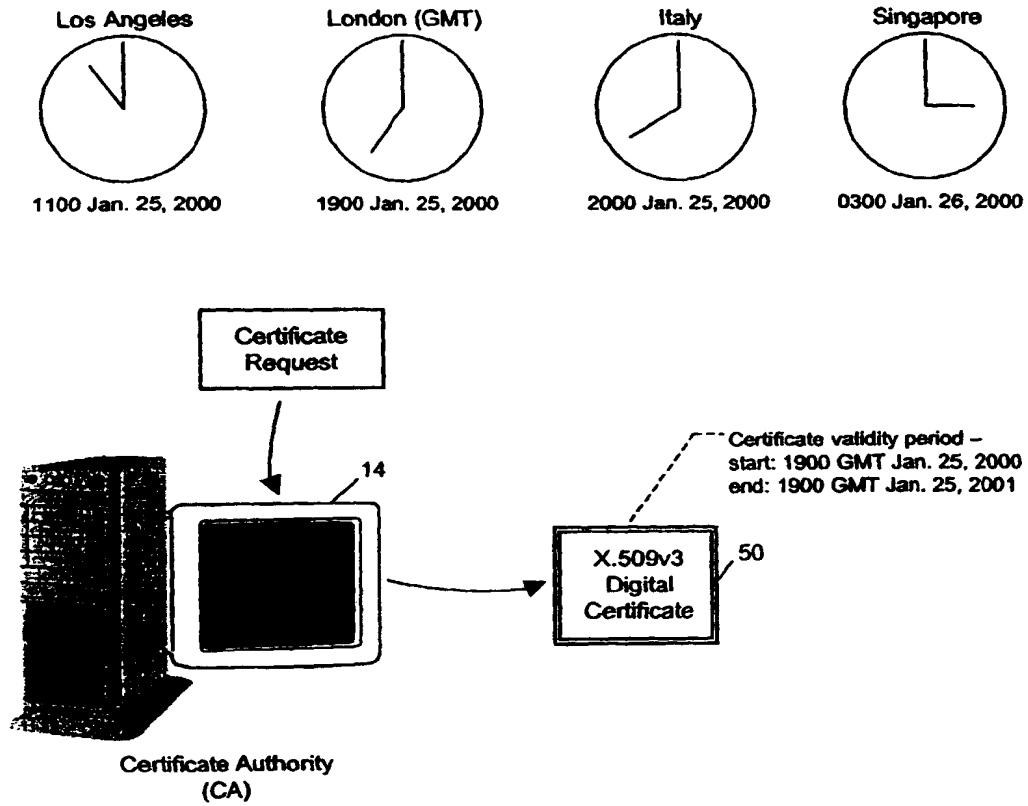 Los Angeles
London (GMT)
Italy
Singapore
1100 Jan. 25, 2000
1900 Jan. 25, 2000
2000 Jan. 25, 2000
0300 Jan. 26, 2000
Certificate
Request
14
Certificate validity period –
start: 1900 GMT Jan. 25, 2000
end: 1900 GMT Jan. 25, 2001
X.509v3
Digital
Certificate
50
Certificate Authority
(CA)